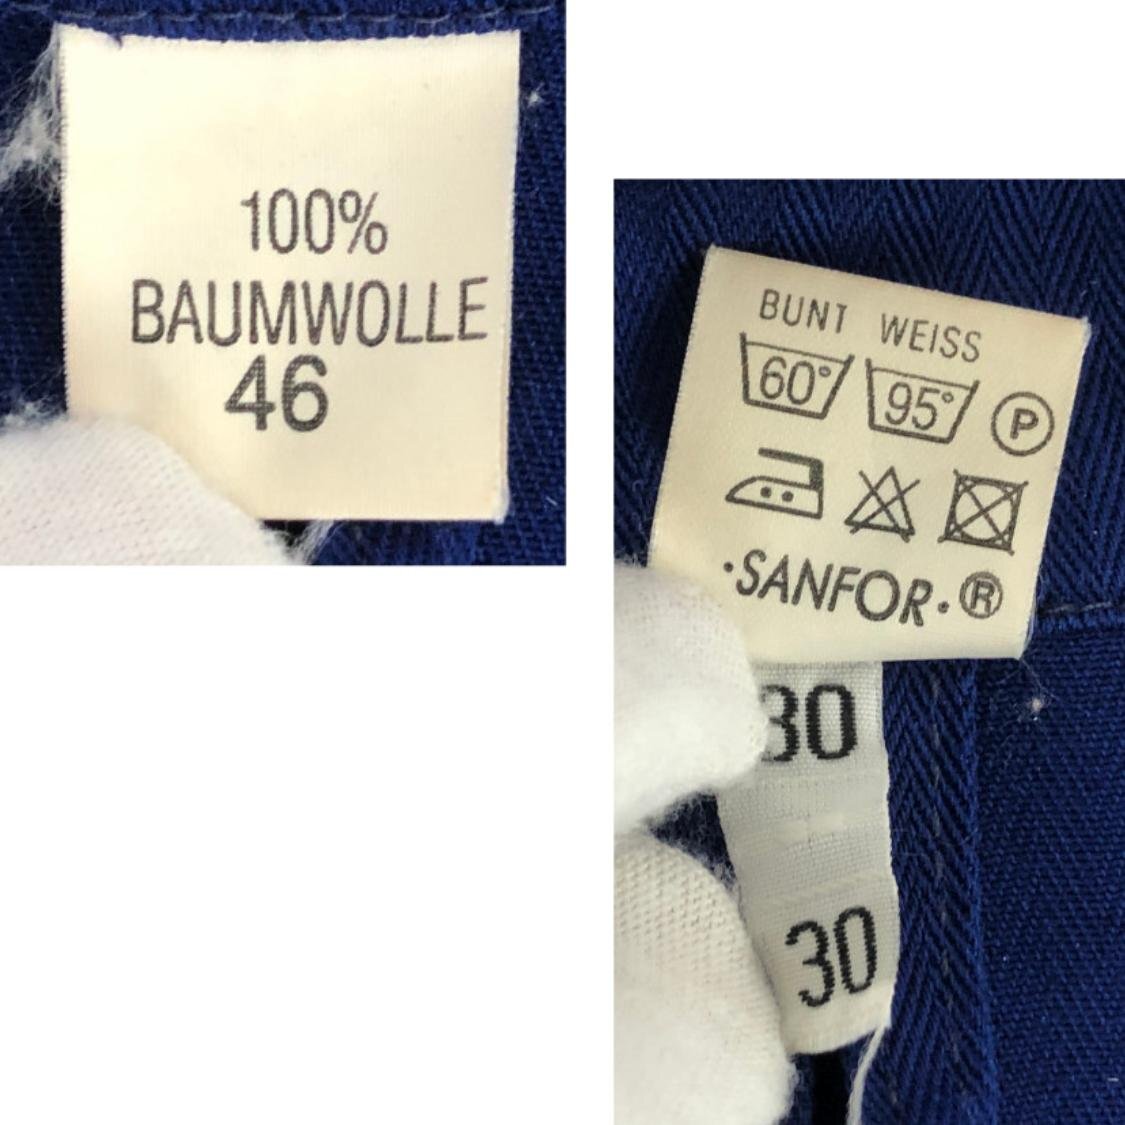 100%
BAUMWOLLE
46
BUNT WEISS
60° 95° P
·SANFOR·®
30
30